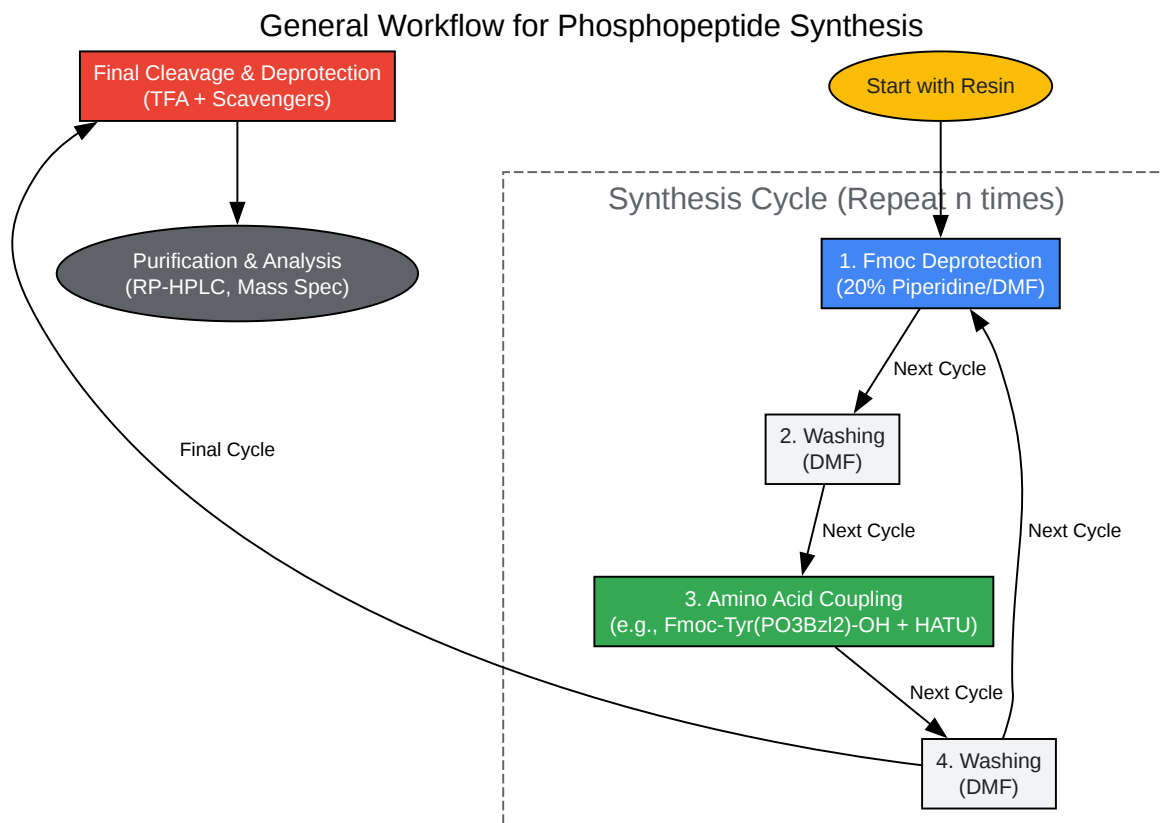 General Workflow for Phosphopeptide Synthesis
Final Cleavage & Deprotection
(TFA + Scavengers)
Start with Resin
Synthesis Cycle (Repeat n times)
Purification & Analysis
(RP-HPLC, Mass Spec)
1. Fmoc Deprotection
(20% Piperidine/DMF)
Next Cycle
2. Washing
(DMF)
Final Cycle
Next Cycle
Next Cycle
3. Amino Acid Coupling
(e.g., Fmoc-Tyr(PO3Bzl2)-OH + HATU)
Next Cycle
4. Washing
(DMF)